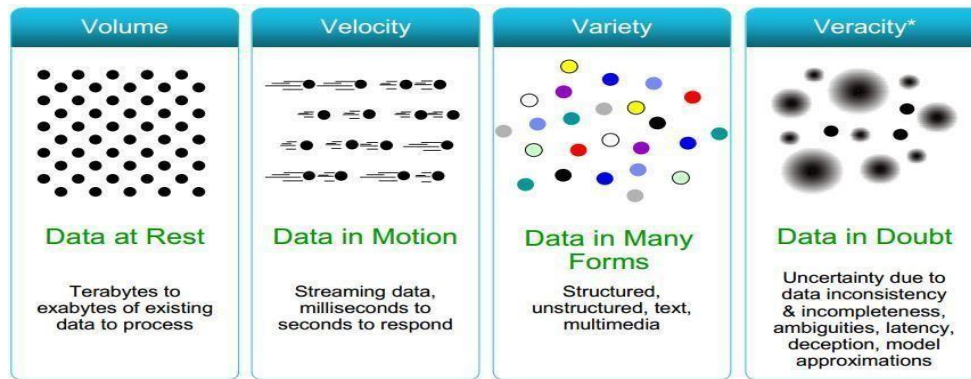 Volume
Data at Rest
Terabytes to
exabytes of existing
data to process
Velocity
Data in Motion
Streaming data,
milliseconds to
seconds to respond
Variety
Data in Many
Forms
Structured,
unstructured, text,
multimedia
Veracity*
Data in Doubt
Uncertainty due to
data inconsistency
& incompleteness,
ambiguities, latency,
deception, model
approximations